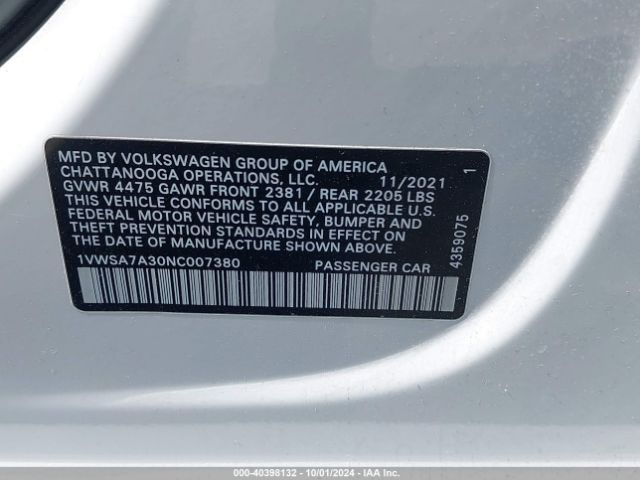 MFD BY VOLKSWAGEN GROUP OF AMERICA
CHATTANOOGA OPERATIONS, LLC. 11/2021
GVWR 4475 GAWR FRONT 2381 / REAR 2205 LBS
THIS VEHICLE CONFORMS TO ALL APPLICABLE U.S.
FEDERAL MOTOR VEHICLE SAFETY, BUMPER AND
THEFT PREVENTION STANDARDS IN EFFECT ON
THE DATE OF MANUFACTURE SHOWN ABOVE.
1VWSA7A30NC007380 PASSENGER CAR
4359075 1
000-40398132 - 10/01/2024 - IAA Inc.